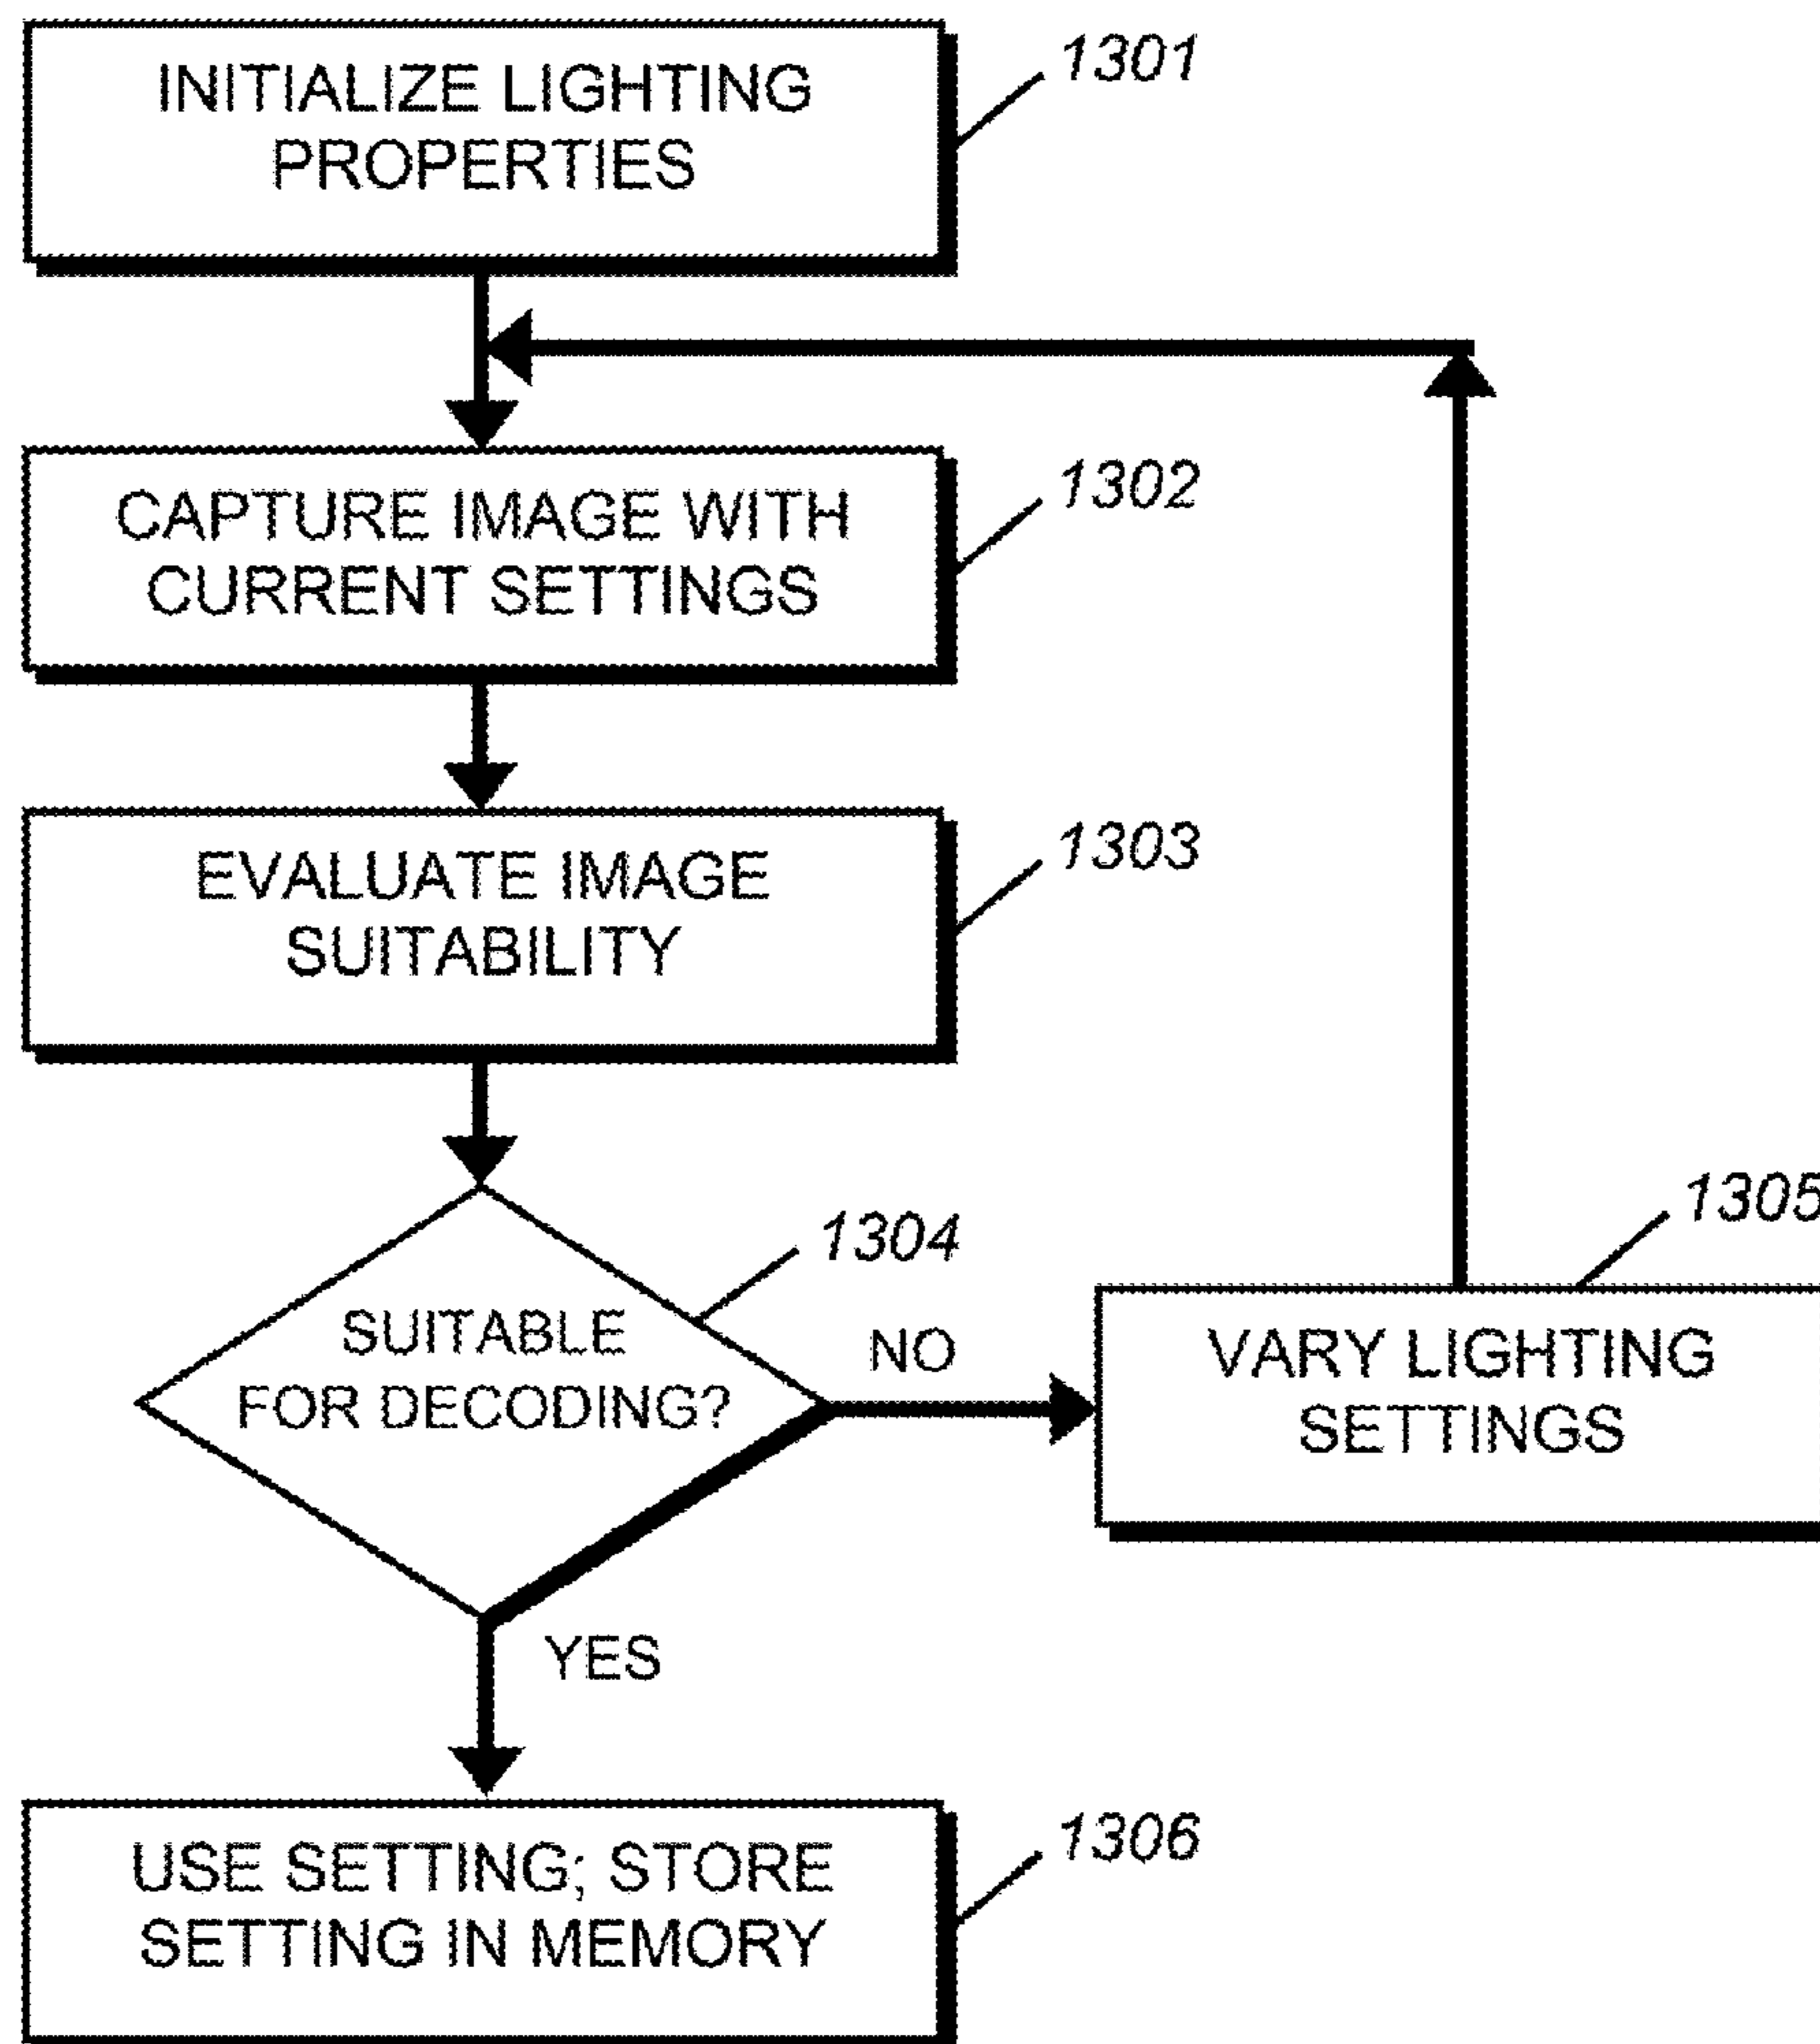 INITIALIZE LIGHTING
PROPERTIES
1301
CAPTURE IMAGE WITH
CURRENT SETTINGS
1302
EVALUATE IMAGE
SUITABILITY
1303
SUITABLE
FOR DECODING?
1304
NO
VARY LIGHTING
SETTINGS
1305
YES
USE SETTING; STORE
SETTING IN MEMORY
1306